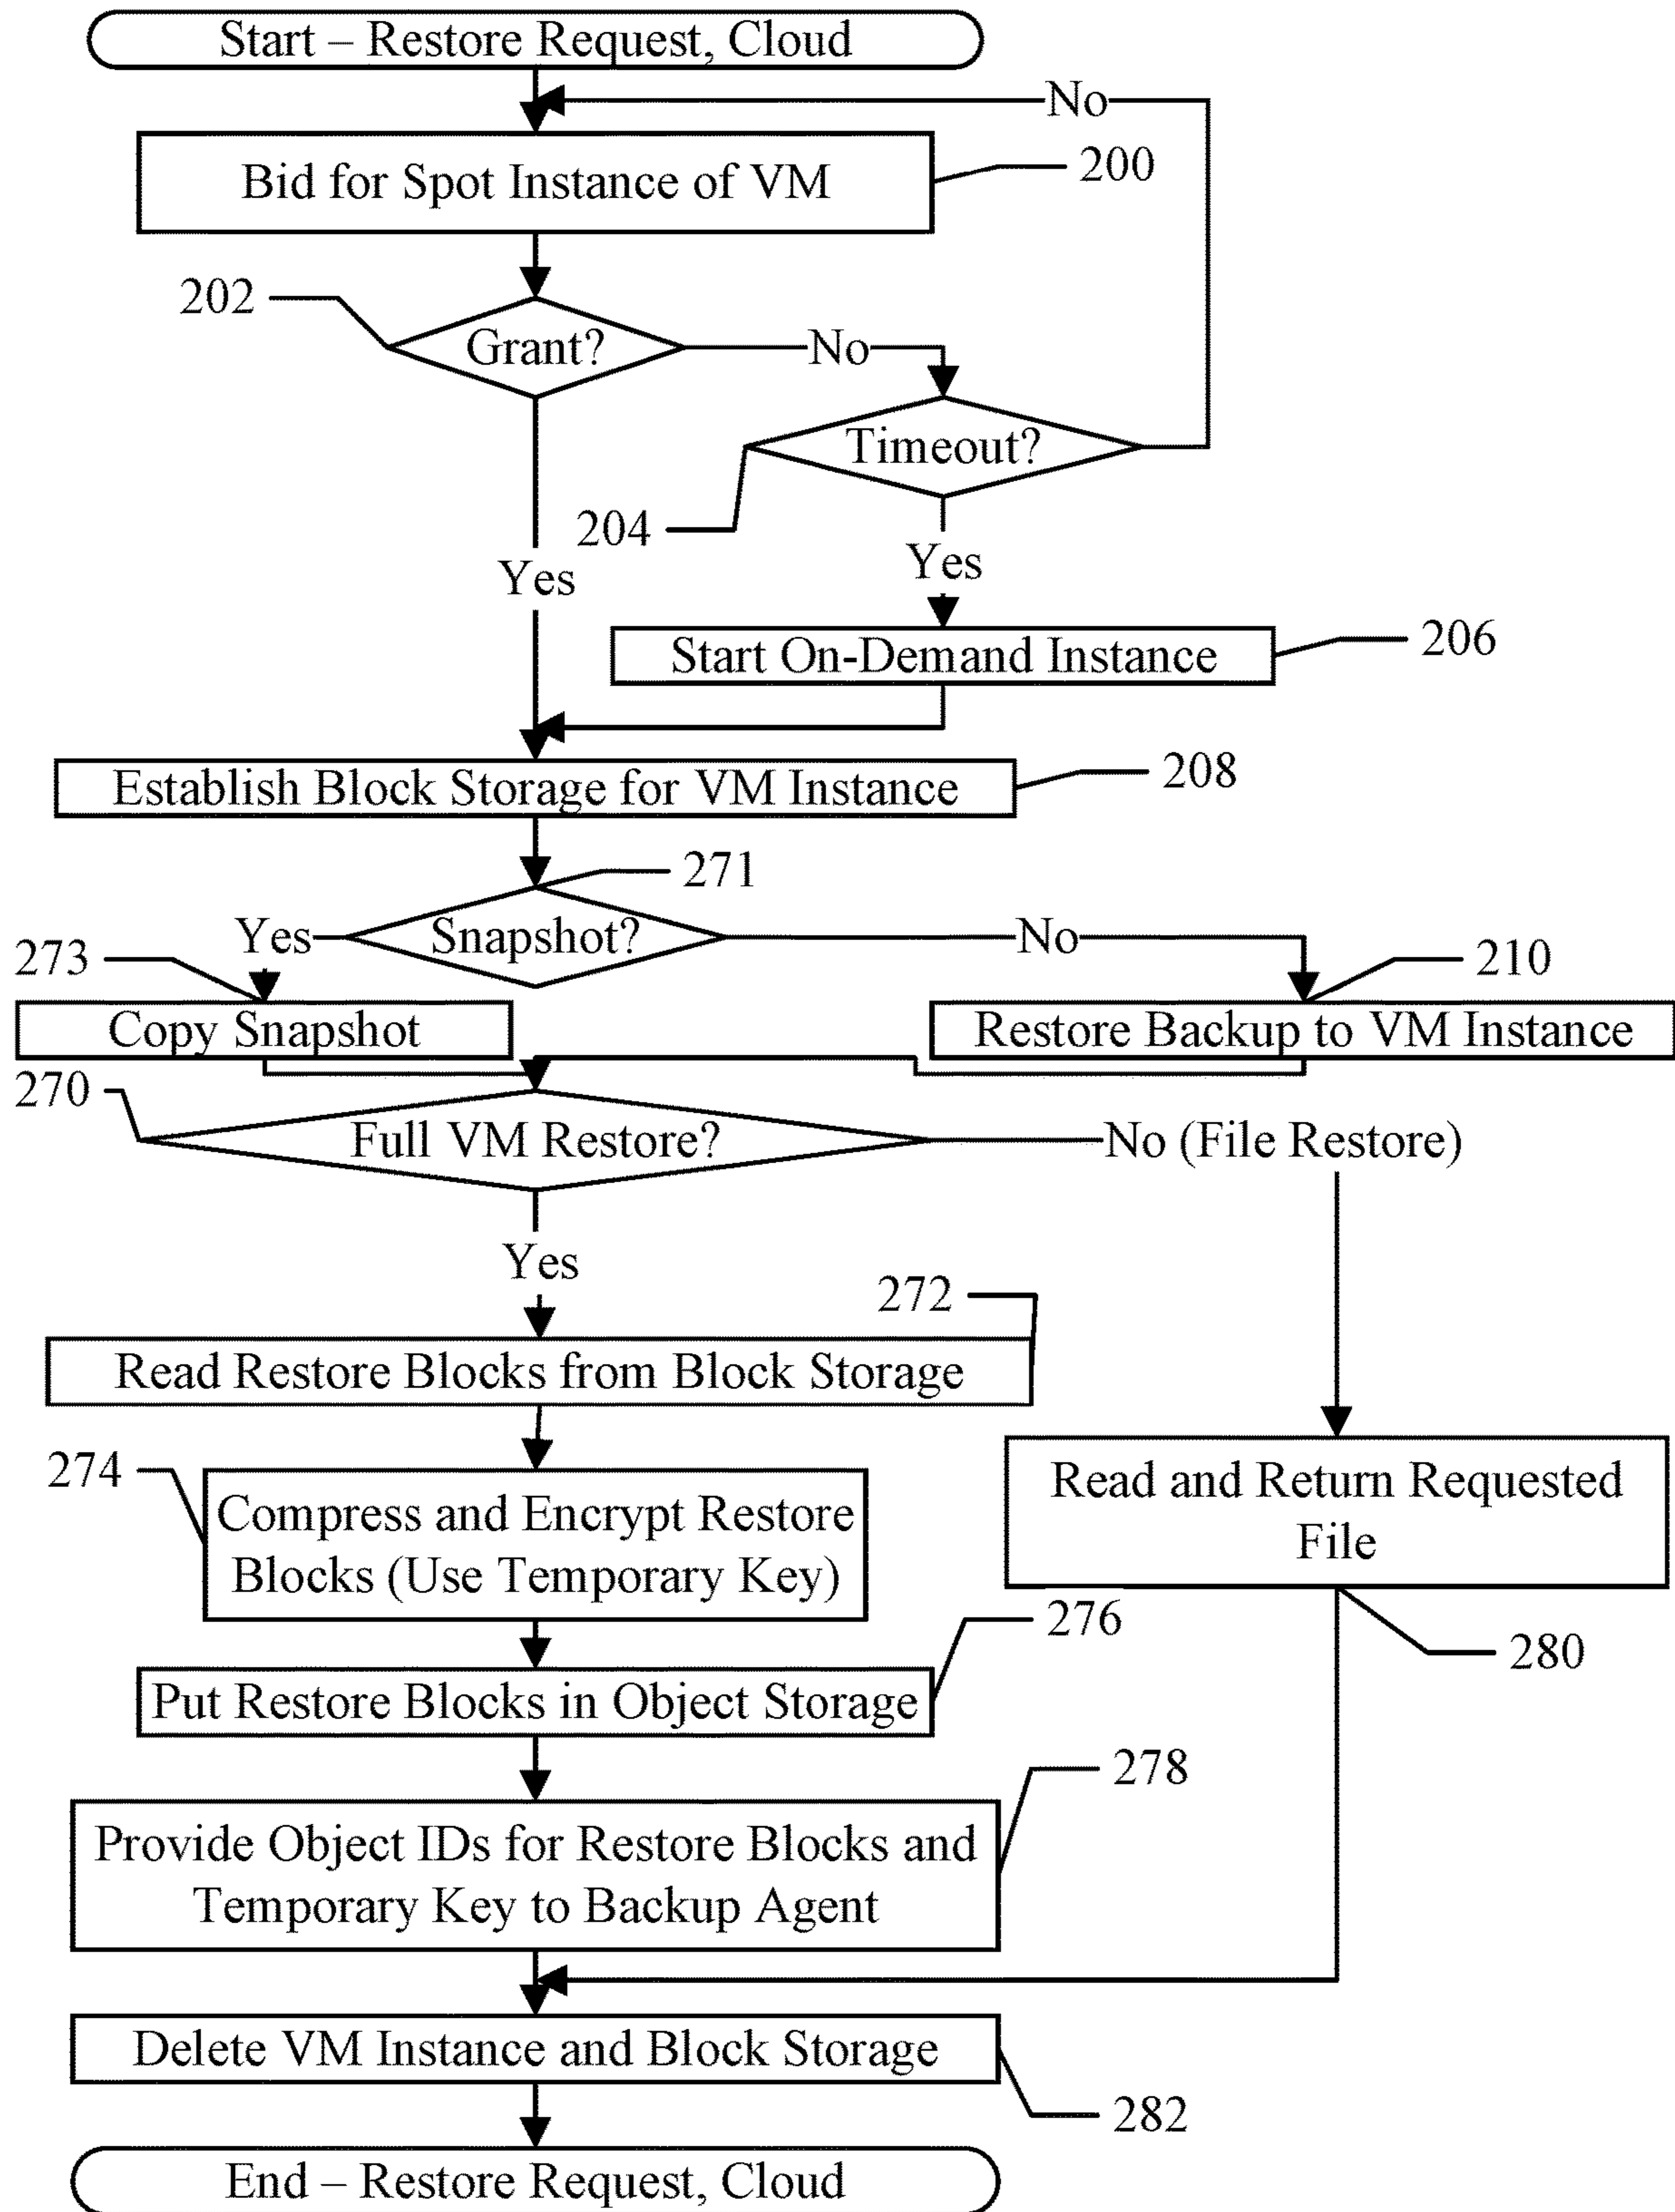 Start – Restore Request, Cloud
No
Bid for Spot Instance of VM
200
202
Grant?
No
Timeout?
204
Yes
Yes
Start On-Demand Instance
206
Establish Block Storage for VM Instance
208
271
Yes
Snapshot?
No
273
210
Copy Snapshot
Restore Backup to VM Instance
270
Full VM Restore?
No (File Restore)
Yes
272
Read Restore Blocks from Block Storage
274
Compress and Encrypt Restore
Blocks (Use Temporary Key)
Read and Return Requested
File
276
280
Put Restore Blocks in Object Storage
278
Provide Object IDs for Restore Blocks and
Temporary Key to Backup Agent
Delete VM Instance and Block Storage
282
End – Restore Request, Cloud